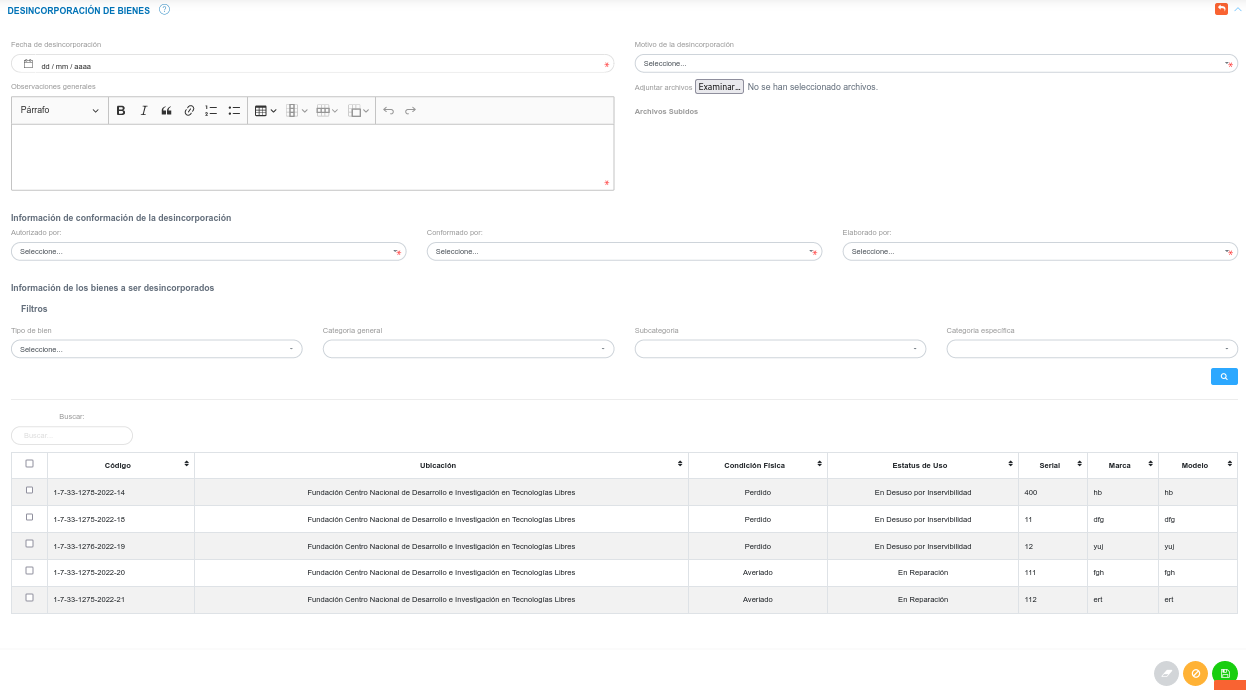 DESINCORPORACIÓN DE BIENES ?
Fecha de desincorporación
Motivo de la desincorporación
dd / mm / aaaa *
Seleccione... *
Observaciones generales
Adjuntar archivos Examinar... No se han seleccionado archivos.
Párrafo B I
Archivos Subidos
*
Información de conformación de la desincorporación
Autorizado por: Conformado por: Elaborado por:
Seleccione... * Seleccione... * Seleccione... *
Información de los bienes a ser desincorporados
Filtros
Tipo de bien Categoria general Subcategoria Categoria específica
Seleccione...
Buscar:
Buscar...
Código Ubicación Condición Física Estatus de Uso Serial Marca Modelo
1-7-33-1275-2022-14 Fundación Centro Nacional de Desarrollo e Investigación en Tecnologías Libres Perdido En Desuso por Inservibilidad 400 hb hb
1-7-33-1275-2022-15 Fundación Centro Nacional de Desarrollo e Investigación en Tecnologías Libres Perdido En Desuso por Inservibilidad 11 dfg dfg
1-7-33-1276-2022-19 Fundación Centro Nacional de Desarrollo e Investigación en Tecnologías Libres Perdido En Desuso por Inservibilidad 12 yuj yuj
1-7-33-1275-2022-20 Fundación Centro Nacional de Desarrollo e Investigación en Tecnologías Libres Averiado En Reparación 111 fgh fgh
1-7-33-1275-2022-21 Fundación Centro Nacional de Desarrollo e Investigación en Tecnologías Libres Averiado En Reparación 112 ert ert